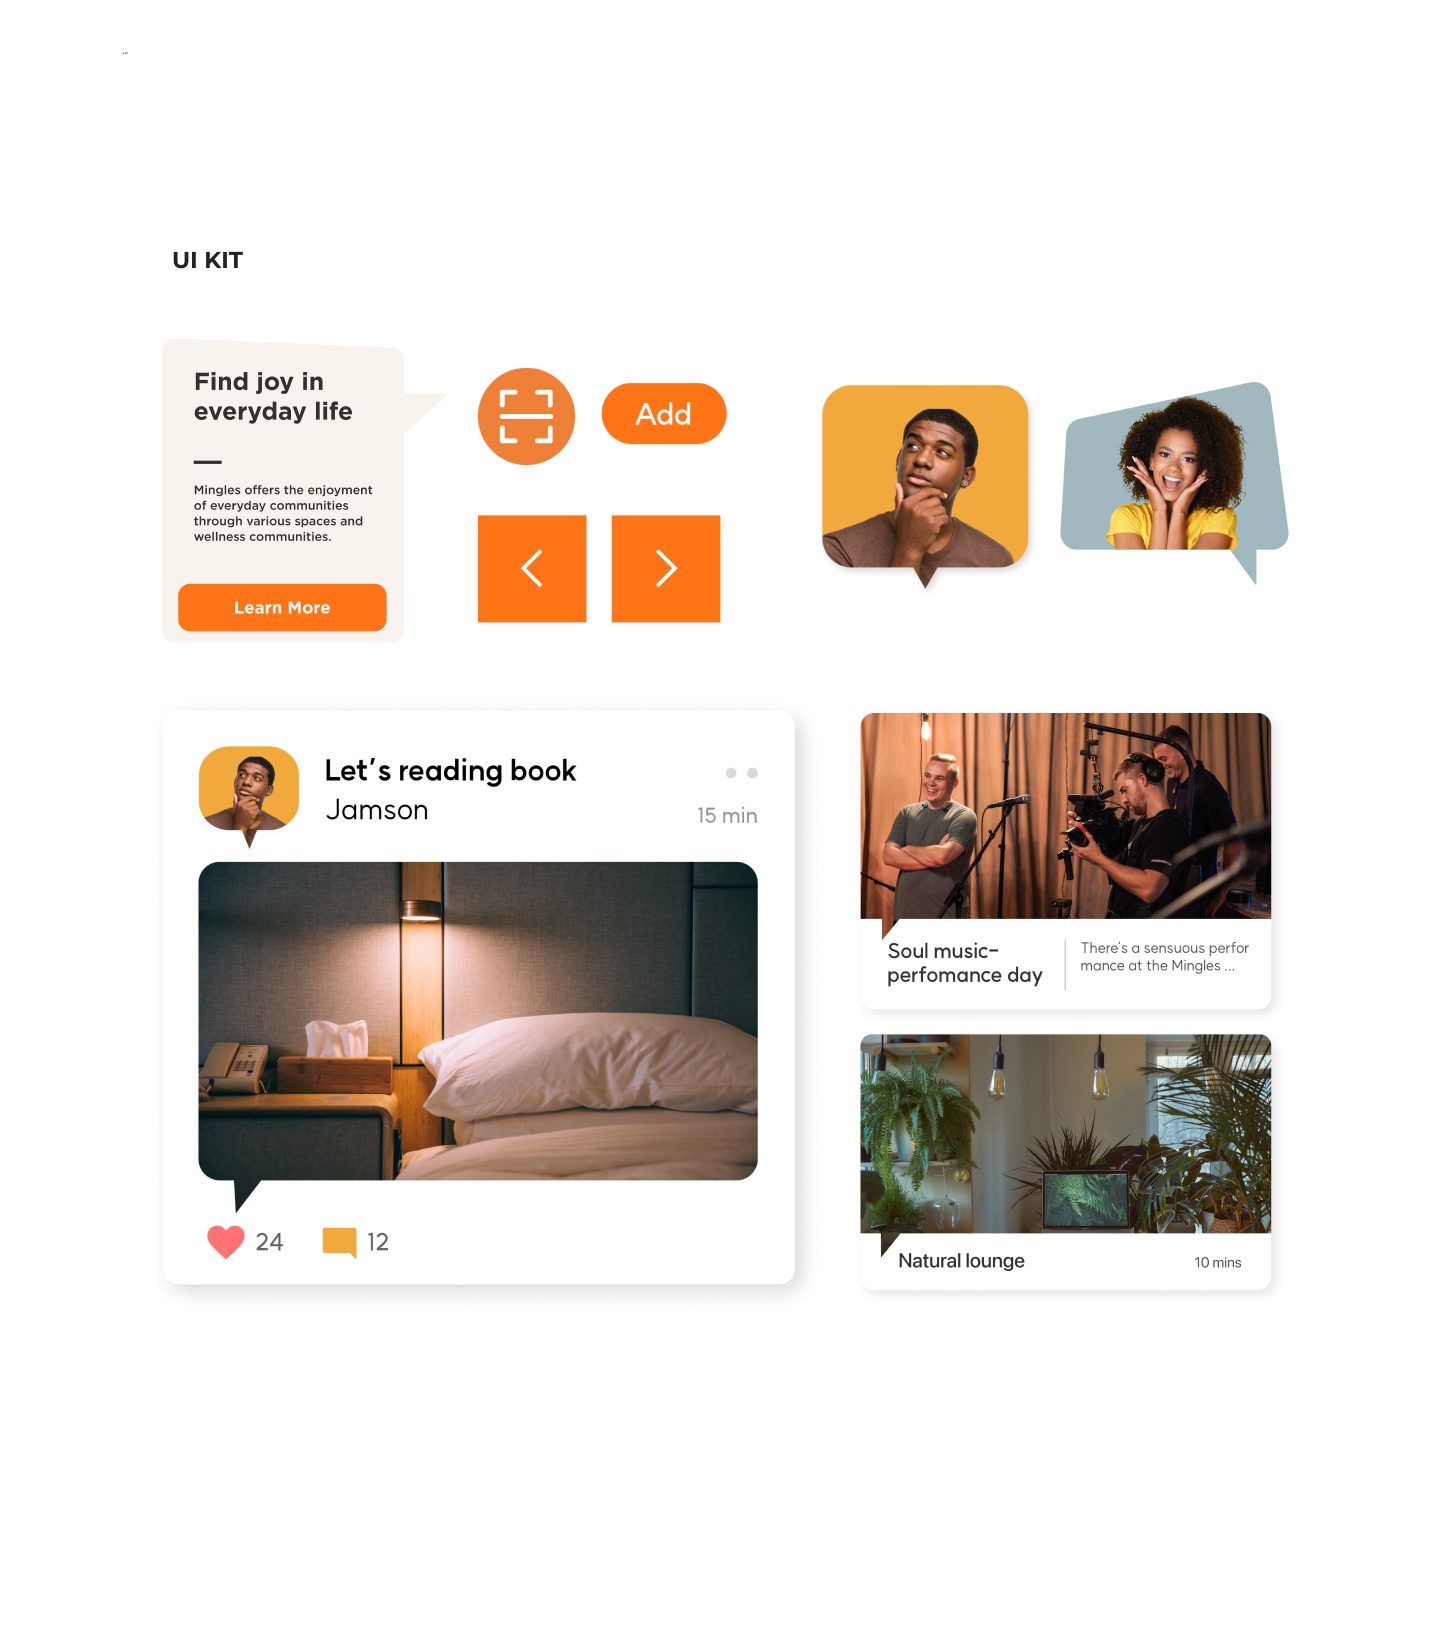 UI KIT
Find joy in
everyday life
Mingles offers the enjoyment
of everyday communities
through various spaces and
wellness communities.
Learn More
Add
Let's reading book
Jamson
15 min
24
12
Soul music-
perfomance day
There's a sensuous perfor
mance at the Mingles ...
Natural lounge
10 mins